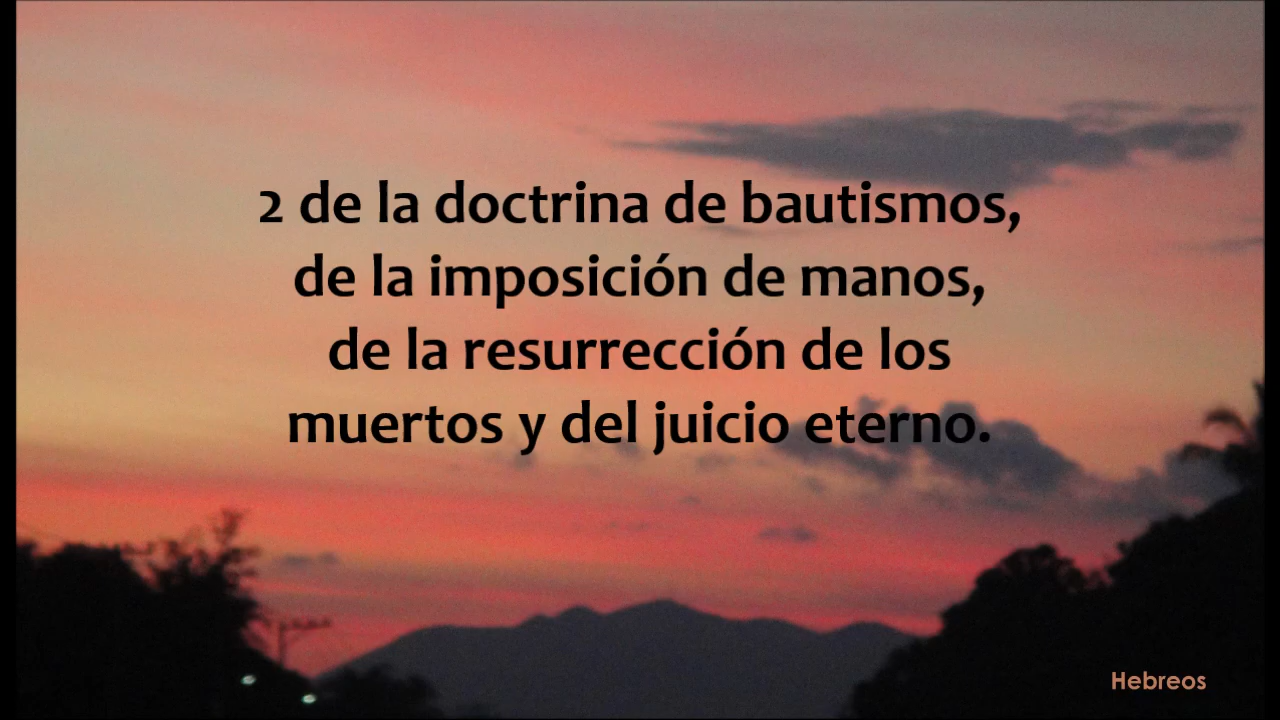 2 de la doctrina de bautismos,
de la imposición de manos,
de la resurrección de los
muertos y del juicio eterno.
Hebreos